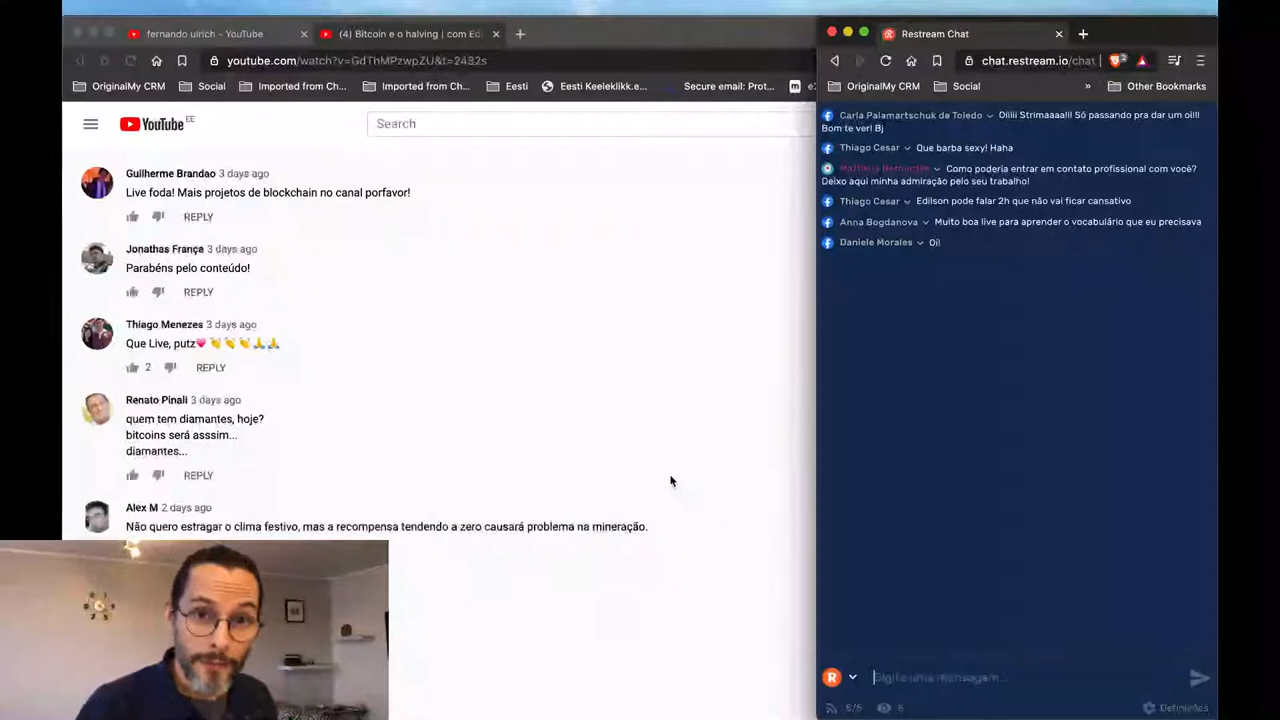 fernando ulrich - YouTube
(4) Bitcoin e o halving | com Ed
youtube.com/watch?v=GdThMPzwpZU&t=2432s
OriginalMy CRM
Social
Imported from Ch...
Imported from Ch...
Eesti
Eesti Keeleklikk.e...
Secure email: Prot...
YouTube EE
Search
Guilherme Brandao 3 days ago
Live foda! Mais projetos de blockchain no canal porfavor!
REPLY
Jonathas França 3 days ago
Parabéns pelo conteúdo!
REPLY
Thiago Menezes 3 days ago
Que Live, putz💗👏👏👏🙏🙏
2 REPLY
Renato Pinali 3 days ago
quem tem diamantes, hoje?
bitcoins será asssim...
diamantes...
REPLY
Alex M 2 days ago
Não quero estragar o clima festivo, mas a recompensa tendendo a zero causará problema na mineração.
Restream Chat
chat.restream.io/chat
OriginalMy CRM
Social
» Other Bookmarks
Carla Palamartschuk de Toledo Oiiii Strimaaaa!!! Só passando pra dar um oi!!!
Bom te ver! Bj
Thiago Cesar Que barba sexy! Haha
Como poderia entrar em contato profissional com você?
Deixo aqui minha admiração pelo seu trabalho!
Thiago Cesar Edilson pode falar 2h que não vai ficar cansativo
Anna Bogdanova Muito boa live para aprender o vocabulário que eu precisava
Daniele Morales Oi!
R Digite uma mensagem...
8 Definições